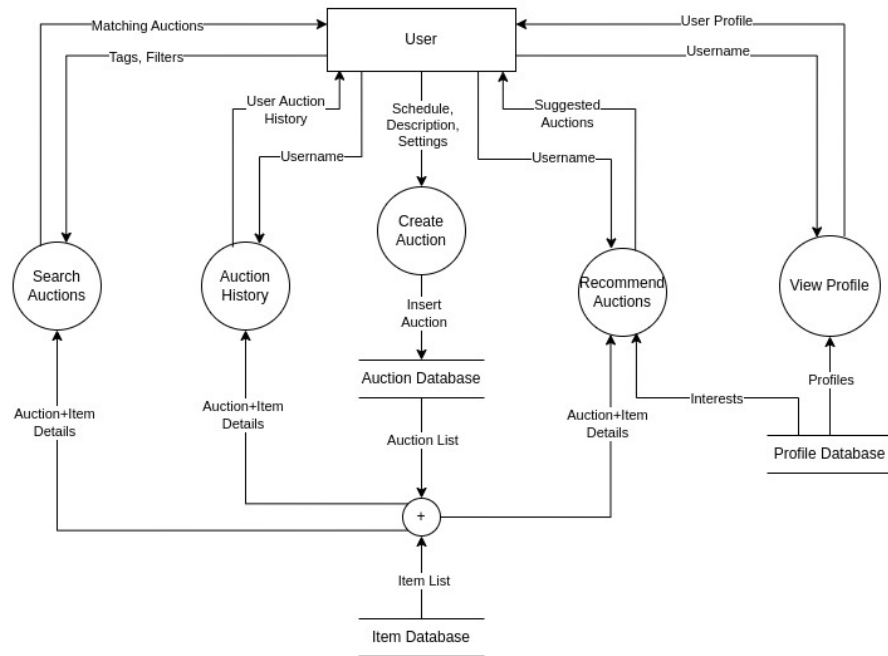 Matching Auctions
User
User Profile
Tags, Filters
Username
User Auction
History
Schedule,
Description,
Settings
Suggested
Auctions
Username
Username
Create
Auction
Search
Auctions
Auction
History
Recommend
Auctions
View Profile
Insert
Auction
Auction Database
Profiles
Auction+Item
Details
Auction+Item
Details
Interests
Auction+Item
Details
Auction List
Profile Database
+
Item List
Item Database